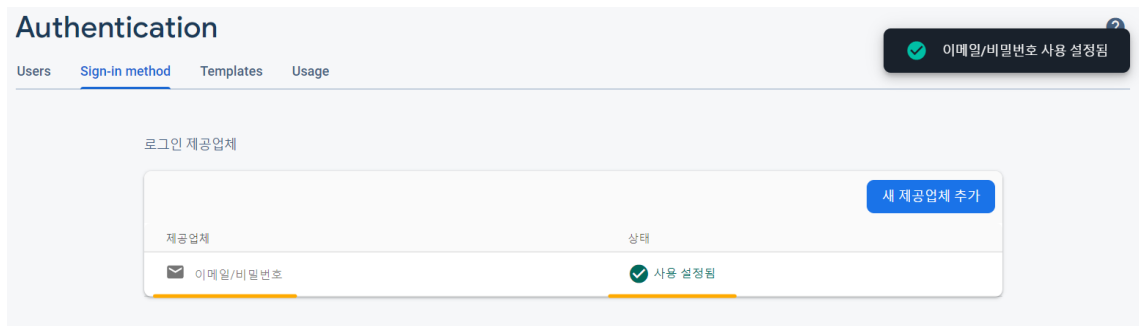 Authentication
이메일/비밀번호 사용 설정됨
Users Sign-in method Templates Usage
로그인 제공업체
새 제공업체 추가
제공업체 상태
이메일/비밀번호 사용 설정됨